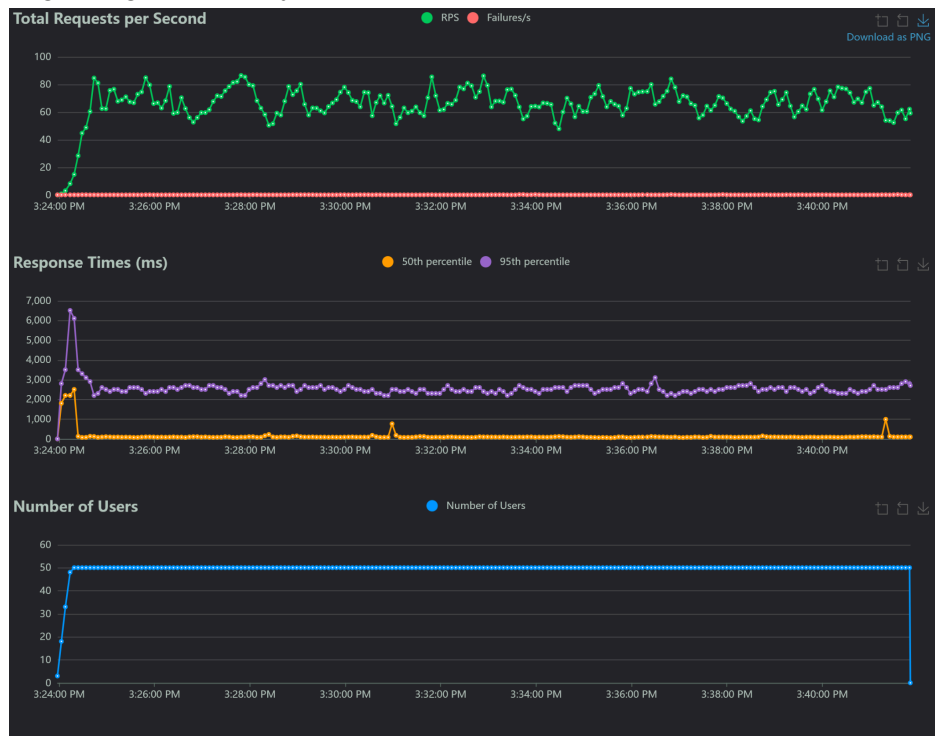 Total Requests per Second
RPS Failures/s
Download as PNG
100
80
60
40
20
0
3:24:00 PM 3:26:00 PM 3:28:00 PM 3:30:00 PM 3:32:00 PM 3:34:00 PM 3:36:00 PM 3:38:00 PM 3:40:00 PM
Response Times (ms)
50th percentile 95th percentile
7,000
6,000
5,000
4,000
3,000
2,000
1,000
0
3:24:00 PM 3:26:00 PM 3:28:00 PM 3:30:00 PM 3:32:00 PM 3:34:00 PM 3:36:00 PM 3:38:00 PM 3:40:00 PM
Number of Users
Number of Users
60
50
40
30
20
10
0
3:24:00 PM 3:26:00 PM 3:28:00 PM 3:30:00 PM 3:32:00 PM 3:34:00 PM 3:36:00 PM 3:38:00 PM 3:40:00 PM